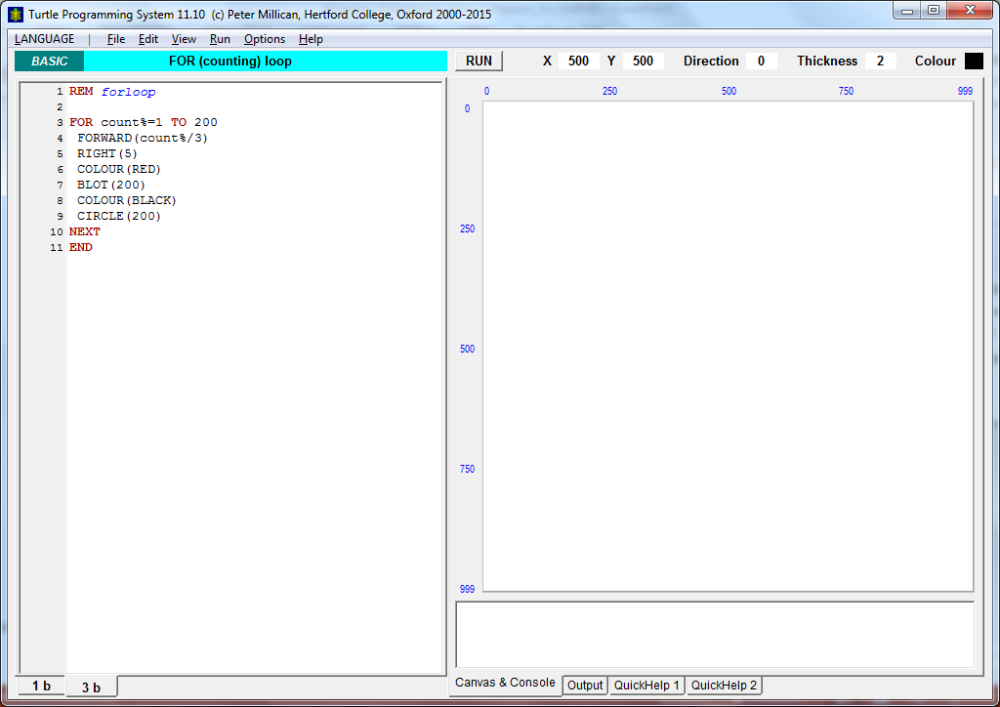 Turtle Programming System 11.10 (c) Peter Millican, Hertford College, Oxford 2000-2015
LANGUAGE | File Edit View Run Options Help
BASIC FOR (counting) loop RUN X 500 Y 500 Direction 0 Thickness 2 Colour
1 REM forloop
2
3 FOR count%=1 TO 200
4 FORWARD(count%/3)
5 RIGHT(5)
6 COLOUR(RED)
7 BLOT(200)
8 COLOUR(BLACK)
9 CIRCLE(200)
10 NEXT
11 END
0 250 500 750 999
0
250
500
750
999
1 b 3 b
Canvas & Console Output QuickHelp 1 QuickHelp 2